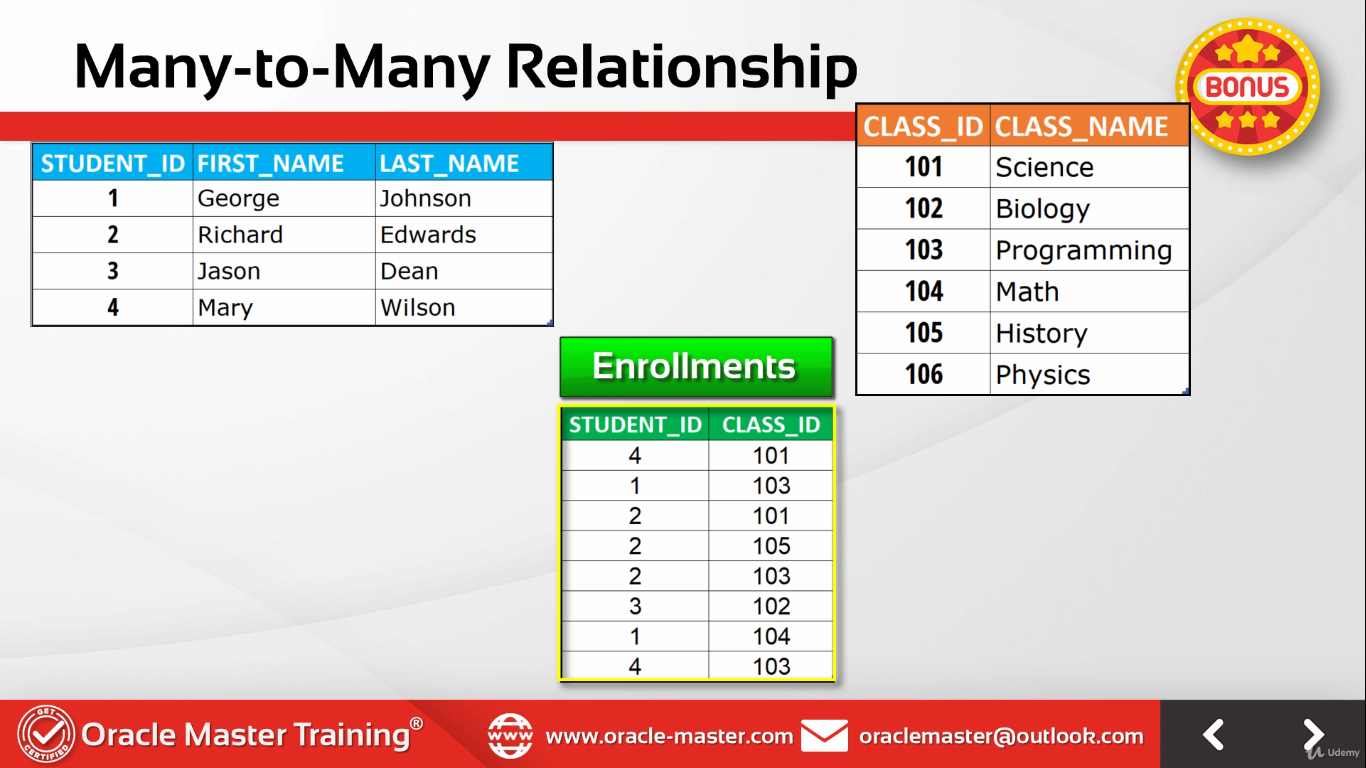 Many-to-Many Relationship
BONUS
STUDENT_ID FIRST_NAME LAST_NAME
1 George Johnson
2 Richard Edwards
3 Jason Dean
4 Mary Wilson
CLASS_ID CLASS_NAME
101 Science
102 Biology
103 Programming
104 Math
105 History
106 Physics
Enrollments
STUDENT_ID CLASS_ID
4 101
1 103
2 101
2 105
2 103
3 102
1 104
4 103
GET
CERTIFIED
Oracle Master Training®
www
www.oracle-master.com
oraclemaster@outlook.com
Udemy